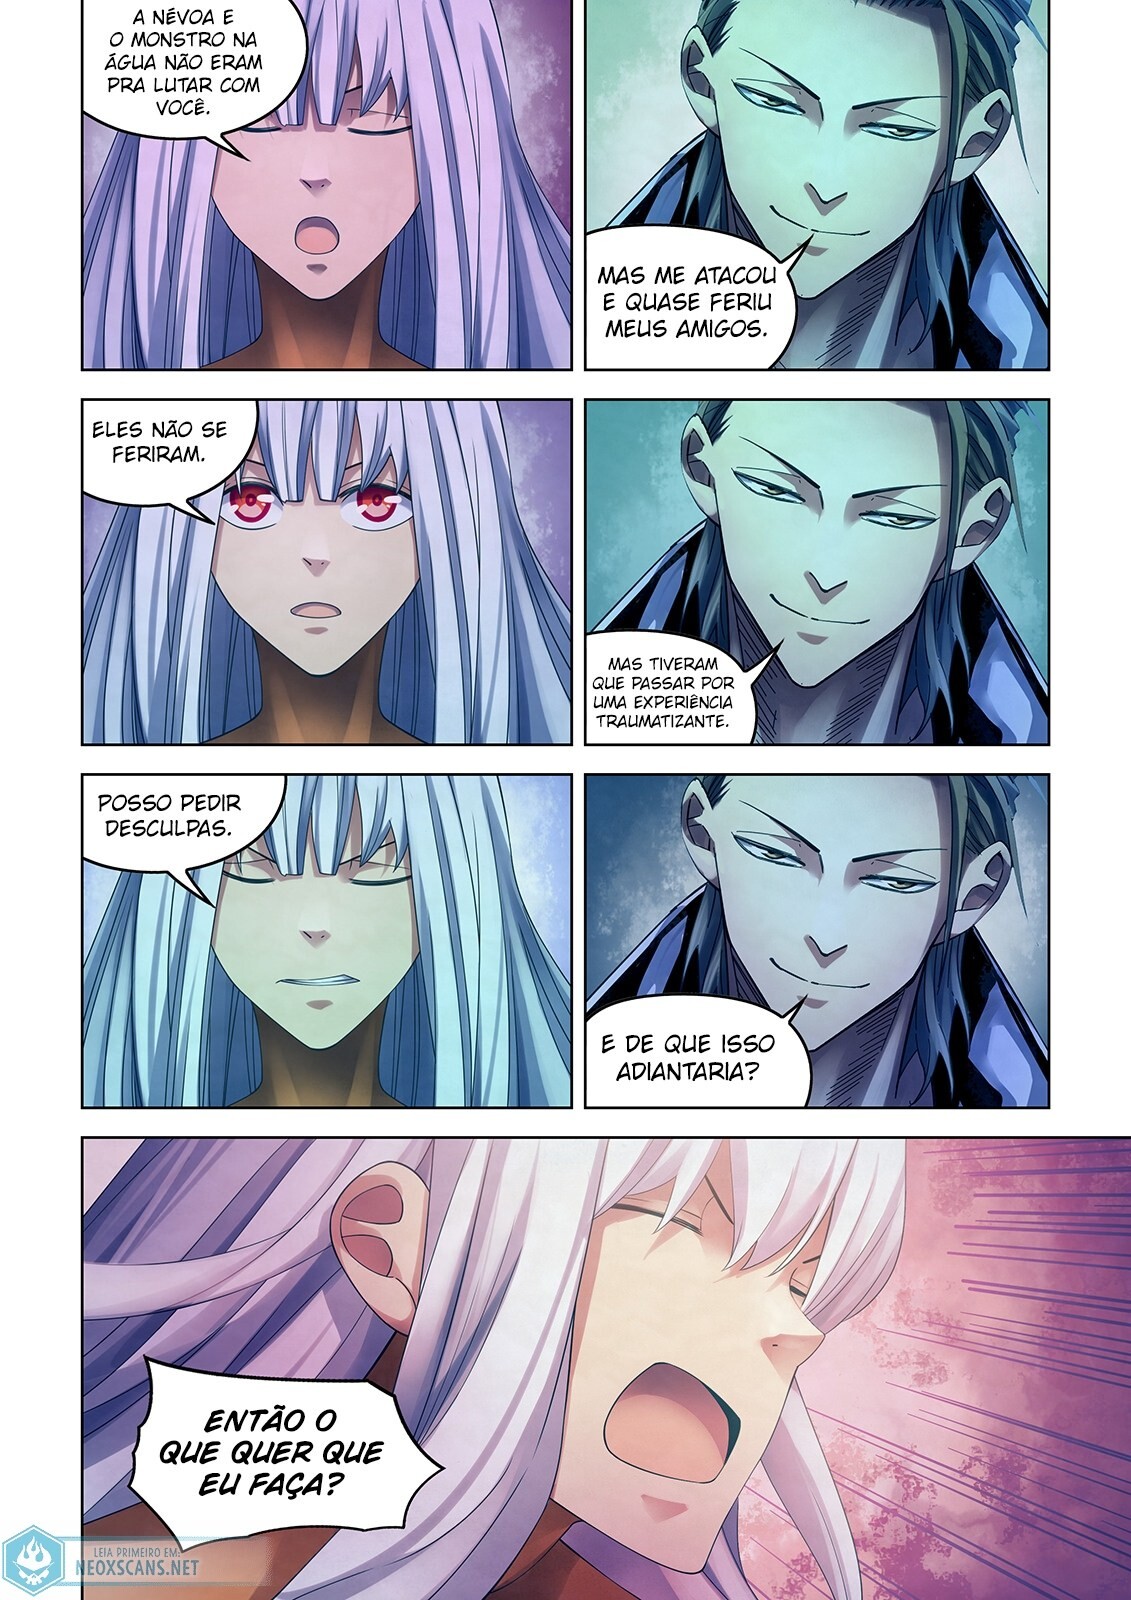 A NÉVOA E
O MONSTRO NA
ÁGUA NÃO ERAM
PRA LUTAR COM
VOCÊ.
MAS ME ATACOU
E QUASE FERIU
MEUS AMIGOS.
ELES NÃO SE
FERIRAM.
MAS TIVERAM
QUE PASSAR POR
UMA EXPERIÊNCIA
TRAUMATIZANTE.
POSSO PEDIR
DESCULPAS.
E DE QUE ISSO
ADIANTARIA?
ENTÃO O
QUE QUER QUE
EU FAÇA?
LEIA PRIMEIRO EM:
NEOXSCANS.NET